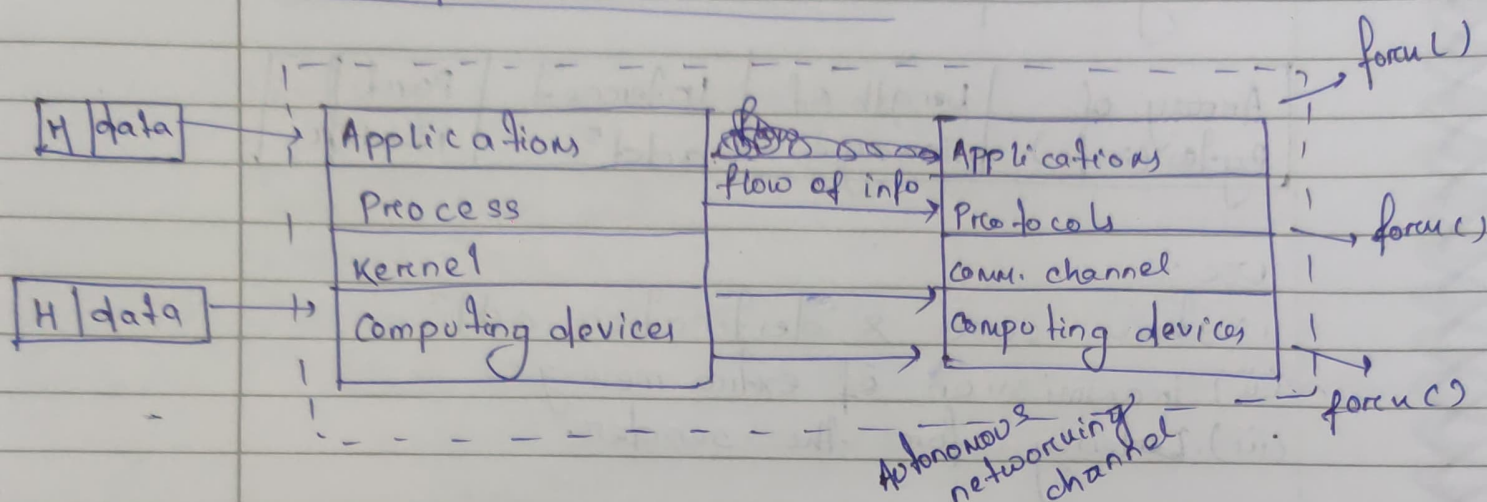 forcu()
H data
Applications
Applications
flow of info
Process
Protocols
forcu()
Kernel
Comm. channel
H data
Computing devices
Computing devices
forcu()
Autonomous
networking
channel